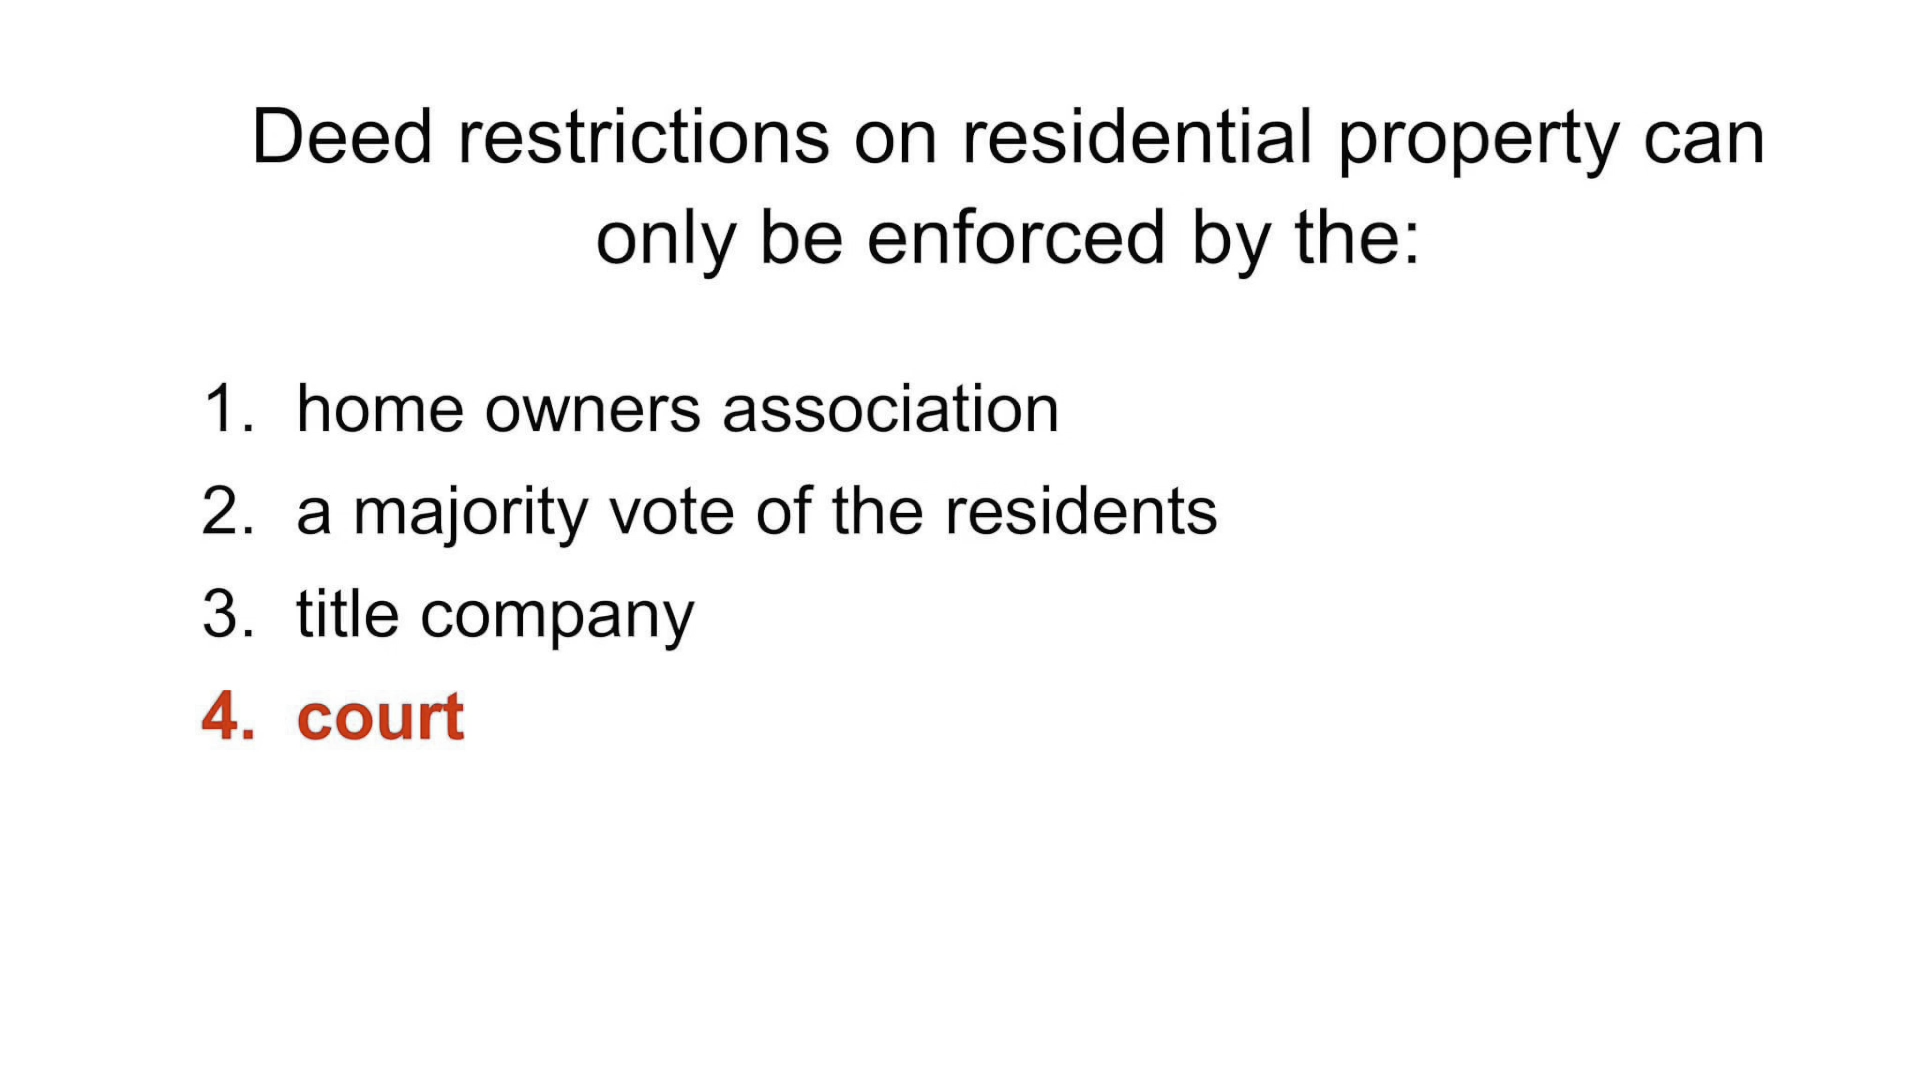 Deed restrictions on residential property can
only be enforced by the:
1. home owners association
2. a majority vote of the residents
3. title company
4. court